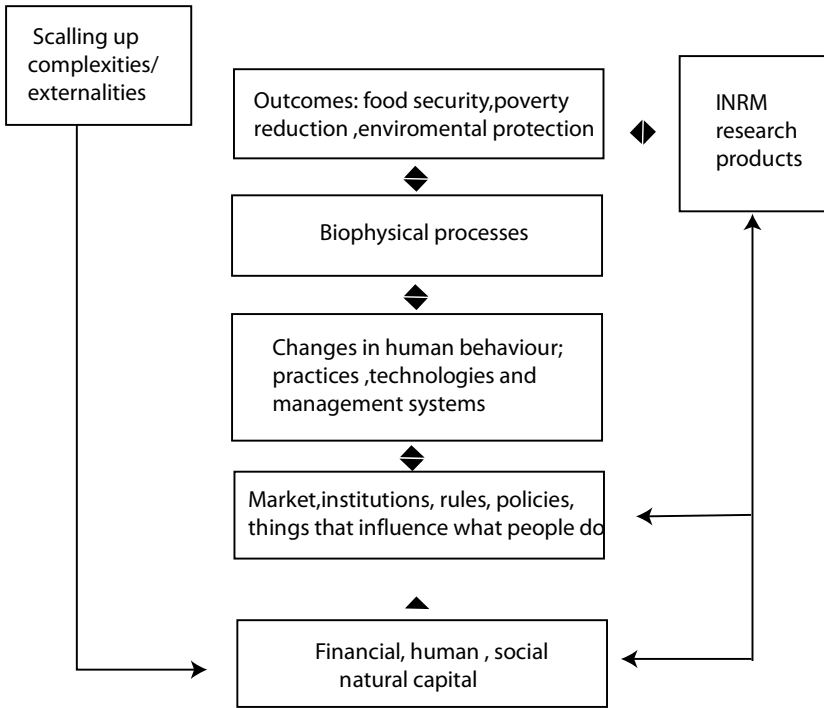 Scalling up
complexities/
externalities
Outcomes: food security,poverty
reduction ,enviromental protection
INRM
research
products
Biophysical processes
Changes in human behaviour;
practices ,technologies and
management systems
Market,institutions, rules, policies,
things that influence what people do
Financial, human , social
natural capital